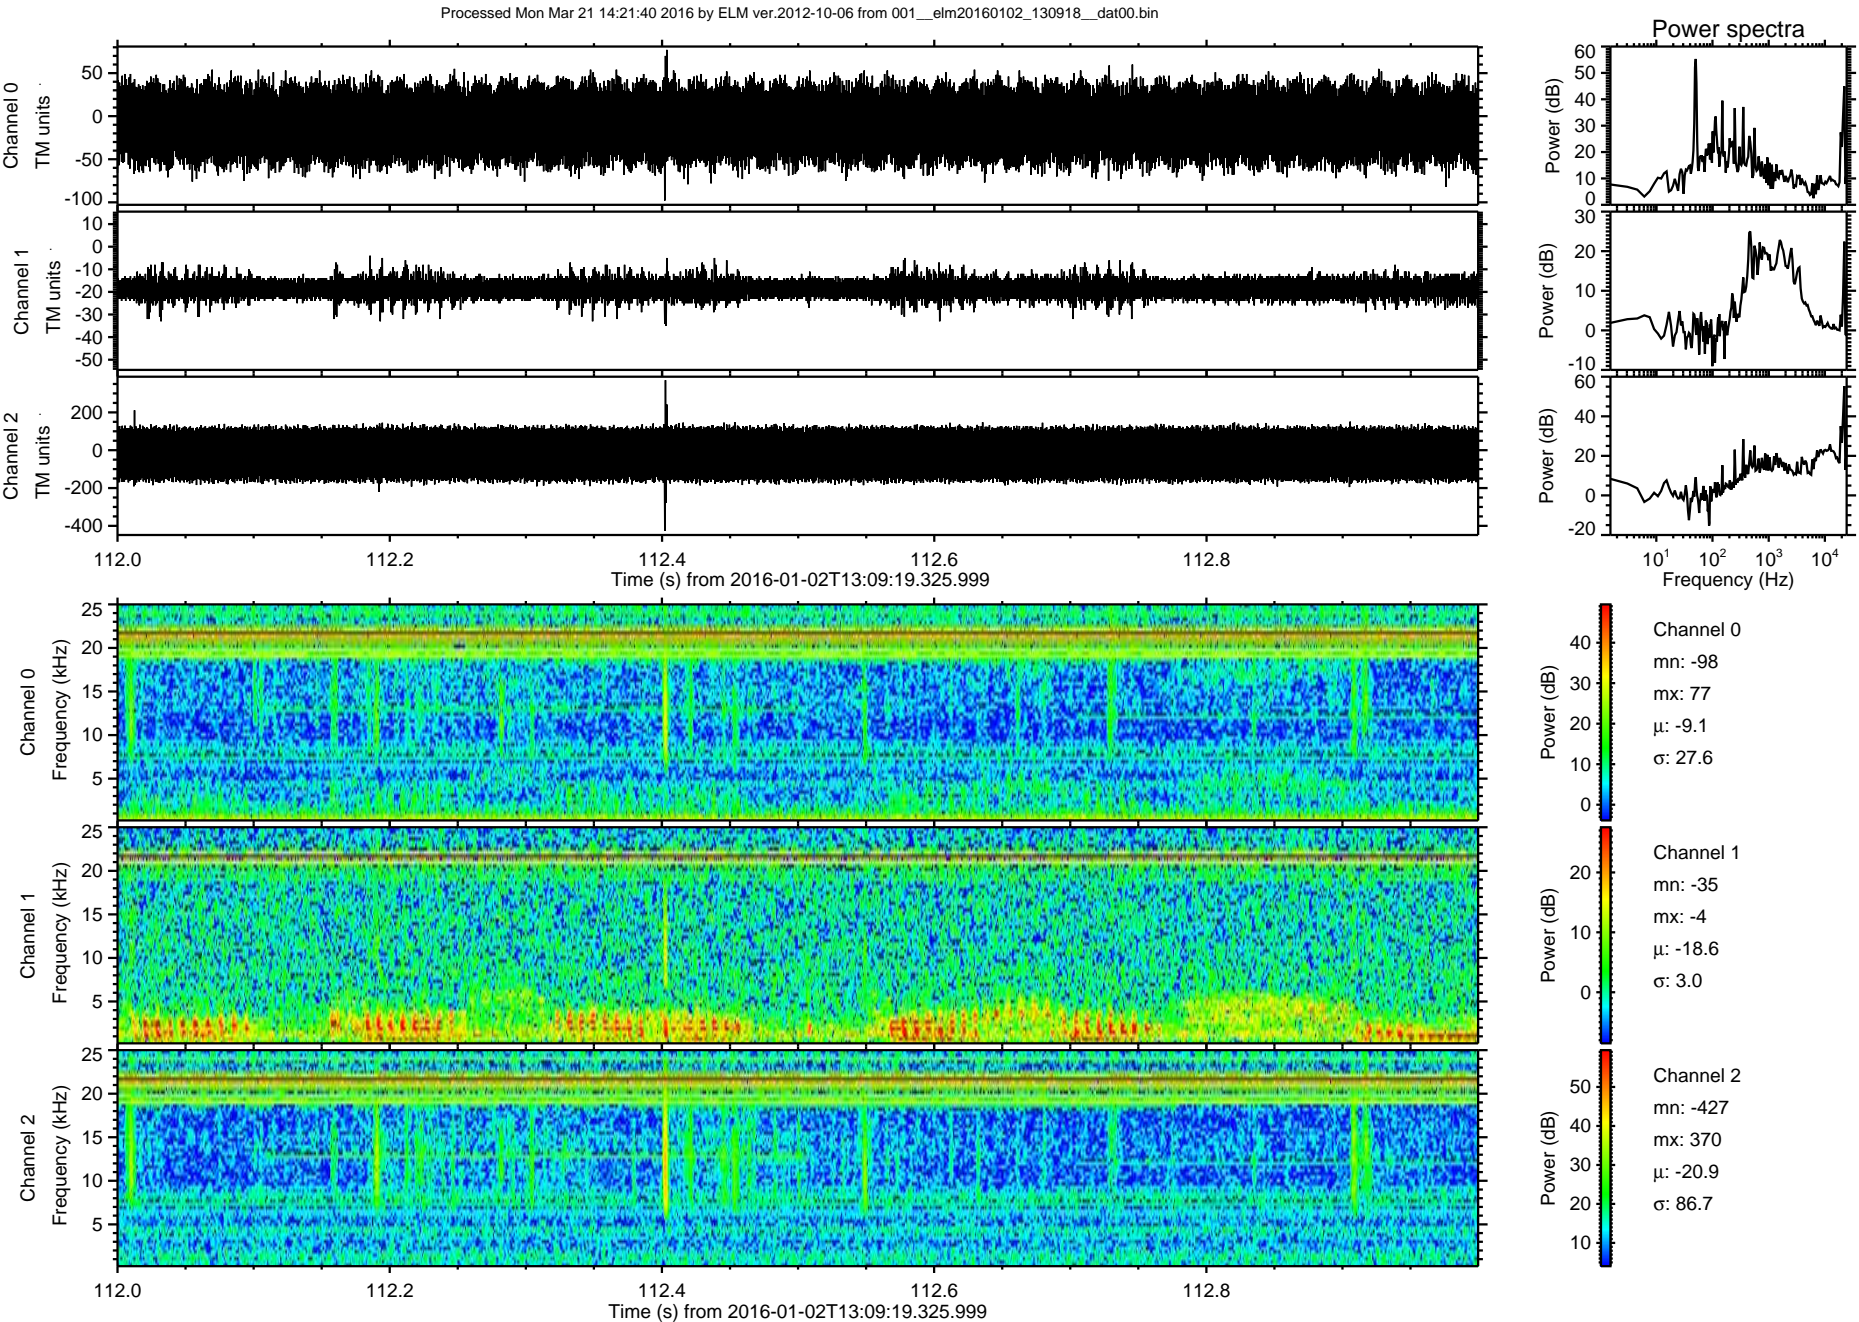 Processed Mon Mar 21 14:21:40 2016 by ELM ver.2012-10-06 from 001__elm20160102_130918__dat00.bin
Power spectra
Channel 0
TM units
50
0
-50
-100
Power (dB)
60
50
40
30
20
10
0
Channel 1
TM units
10
0
-10
-20
-30
-40
-50
Power (dB)
30
20
10
0
-10
Channel 2
TM units
200
0
-200
-400
Power (dB)
60
40
20
0
-20
112.0 112.2 112.4 112.6 112.8
Time (s) from 2016-01-02T13:09:19.325.999
10¹ 10² 10³ 10⁴
Frequency (Hz)
Channel 0
Frequency (kHz)
25
20
15
10
5
Power (dB)
40
30
20
10
0
Channel 0
mn: -98
mx: 77
μ: -9.1
σ: 27.6
Channel 1
Frequency (kHz)
25
20
15
10
5
Power (dB)
20
10
0
Channel 1
mn: -35
mx: -4
μ: -18.6
σ: 3.0
Channel 2
Frequency (kHz)
25
20
15
10
5
Power (dB)
50
40
30
20
10
Channel 2
mn: -427
mx: 370
μ: -20.9
σ: 86.7
112.0 112.2 112.4 112.6 112.8
Time (s) from 2016-01-02T13:09:19.325.999